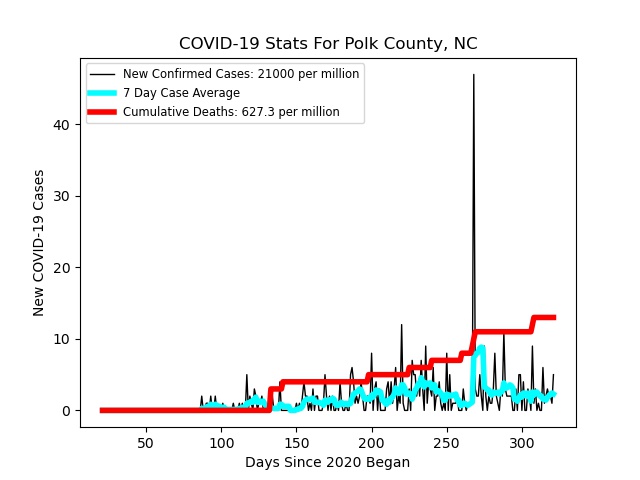 COVID-19 Stats For Polk County, NC
New Confirmed Cases: 21000 per million
7 Day Case Average
Cumulative Deaths: 627.3 per million
New COVID-19 Cases
40
30
20
10
0
50 100 150 200 250 300
Days Since 2020 Began